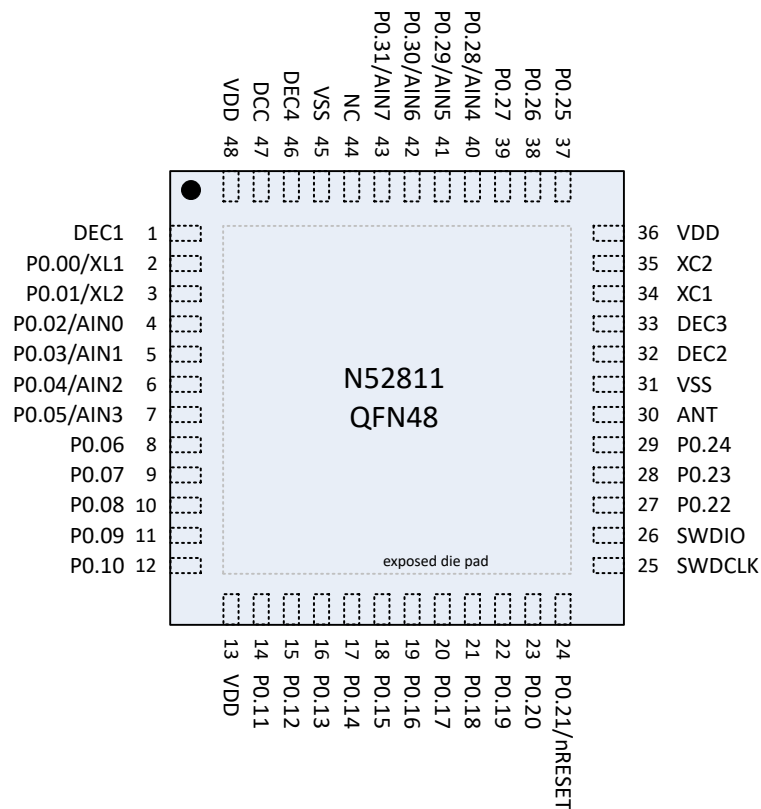 VDD 48
DCC 47
DEC4 46
VSS 45
NC 44
P0.31/AIN7 43
P0.30/AIN6 42
P0.29/AIN5 41
P0.28/AIN4 40
P0.27 39
P0.26 38
P0.25 37
DEC1 1
P0.00/XL1 2
P0.01/XL2 3
P0.02/AIN0 4
P0.03/AIN1 5
P0.04/AIN2 6
P0.05/AIN3 7
P0.06 8
P0.07 9
P0.08 10
P0.09 11
P0.10 12
N52811
QFN48
exposed die pad
36 VDD
35 XC2
34 XC1
33 DEC3
32 DEC2
31 VSS
30 ANT
29 P0.24
28 P0.23
27 P0.22
26 SWDIO
25 SWDCLK
13 VDD
14 P0.11
15 P0.12
16 P0.13
17 P0.14
18 P0.15
19 P0.16
20 P0.17
21 P0.18
22 P0.19
23 P0.20
24 P0.21/nRESET